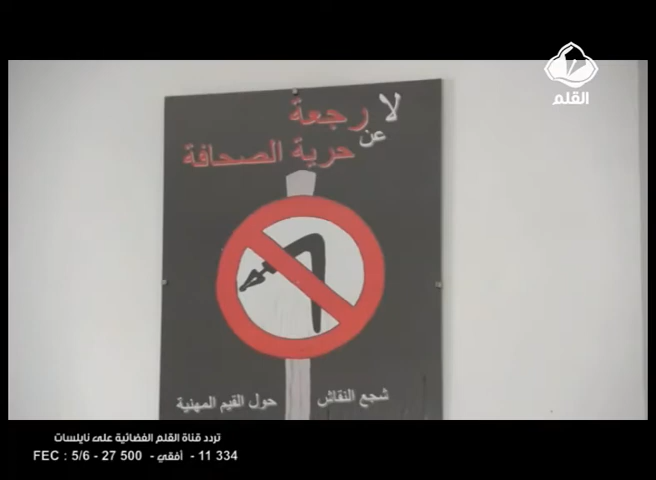 القلم
لا رجعة
عن
حرية الصحافة
شجع النقاش حول القيم المهنية
تردد قناة القلم الفضائية على نايلسات
11 334 - أفقي - 27 500 - FEC : 5/6